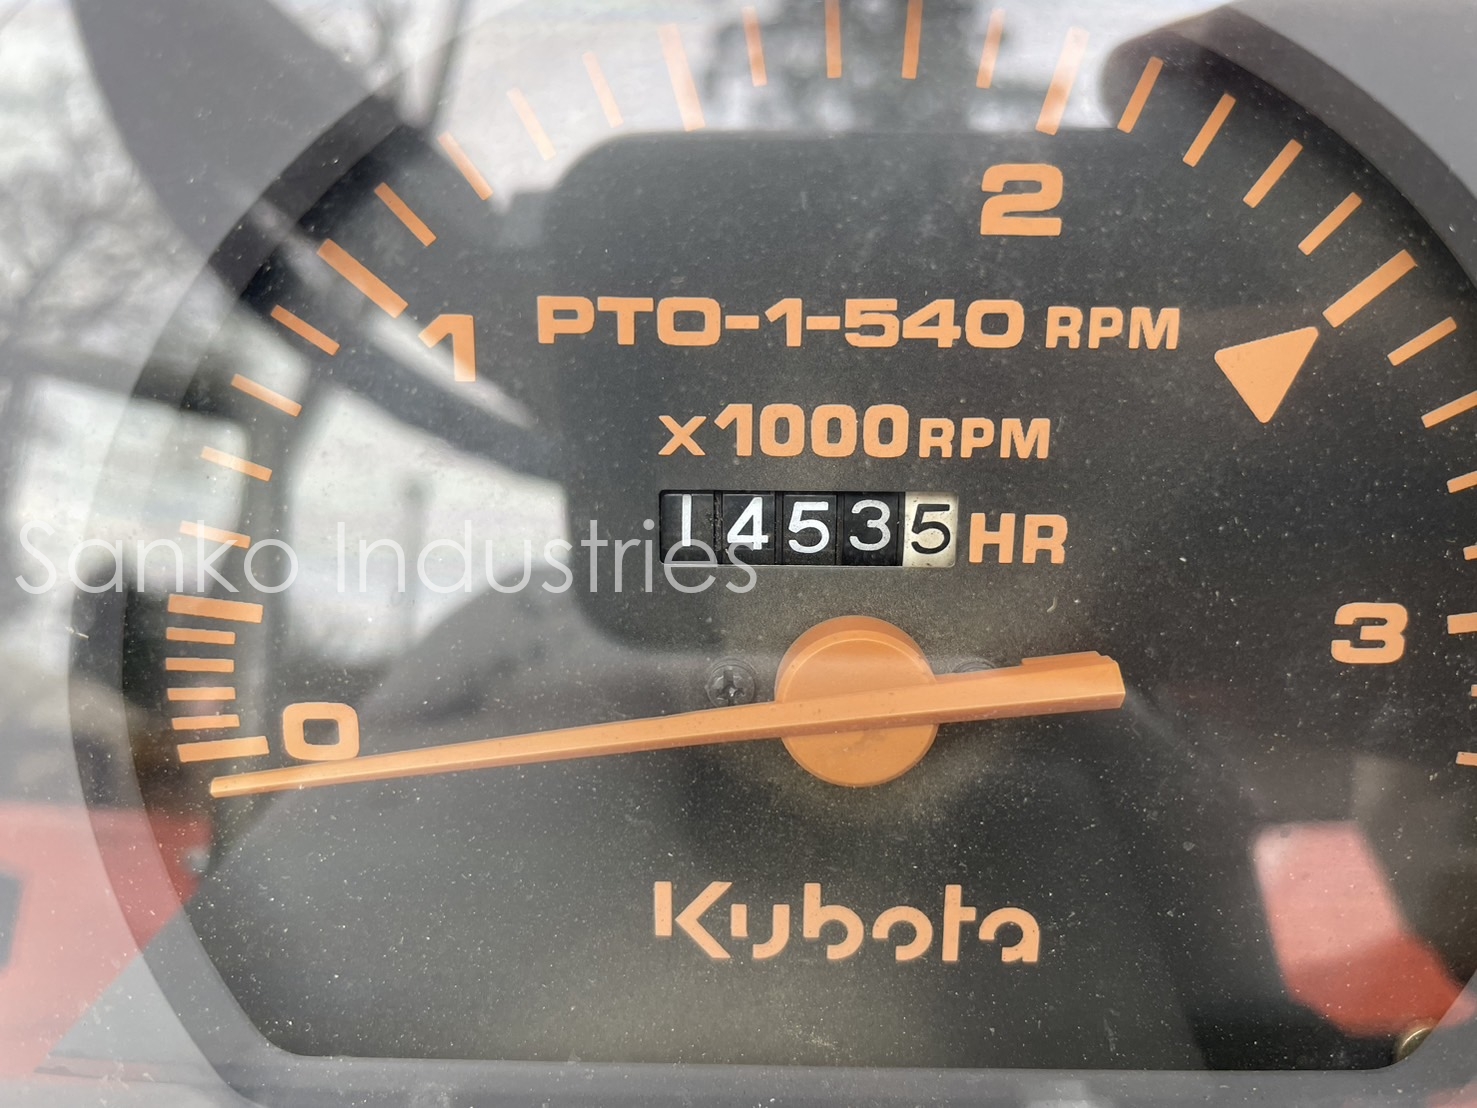 2
1
PTO-1-540 RPM
x1000RPM
14535 HR
Sanko Industries
3
0
Kubota